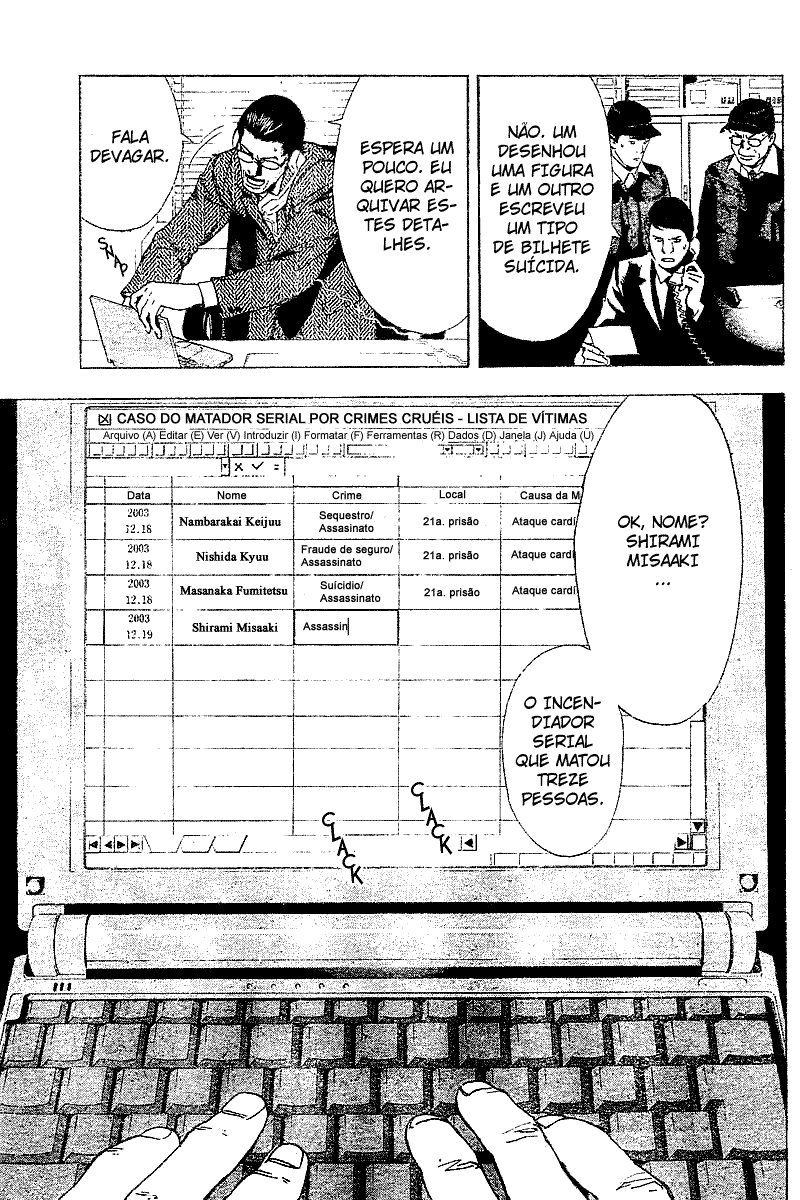 NÃO. UM
DESENHOU
UMA FIGURA
E UM OUTRO
ESCREVEU
UM TIPO
DE BILHETE
SUÍCIDA.
ESPERA UM
POUCO. EU
QUERO AR-
QUIVAR ES-
TES DETA-
LHES.
FALA
DEVAGAR.
SNAP
CASO DO MATADOR SERIAL POR CRIMES CRUÉIS - LISTA DE VÍTIMAS
Arquivo (A) Editar (E) Ver (V) Introduzir (I) Formatar (F) Ferramentas (R) Dados (D) Janela (J) Ajuda (U)
Data Nome Crime Local Causa da M
2003
12.18 Nambarakai Keijuu Sequestro/
Assasinato 21a. prisão Ataque cardí
2003
12.18 Nishida Kyuu Fraude de seguro/
Assassinato 21a. prisão Ataque cardí
2003
12.18 Masanaka Fumitetsu Suícidio/
Assassinato 21a. prisão Ataque cardí
2003
12.19 Shirami Misaaki Assassin
OK, NOME?
SHIRAMI
MISAAKI
...
O INCEN-
DIADOR
SERIAL
QUE MATOU
TREZE
PESSOAS.
CLACK
CLACK